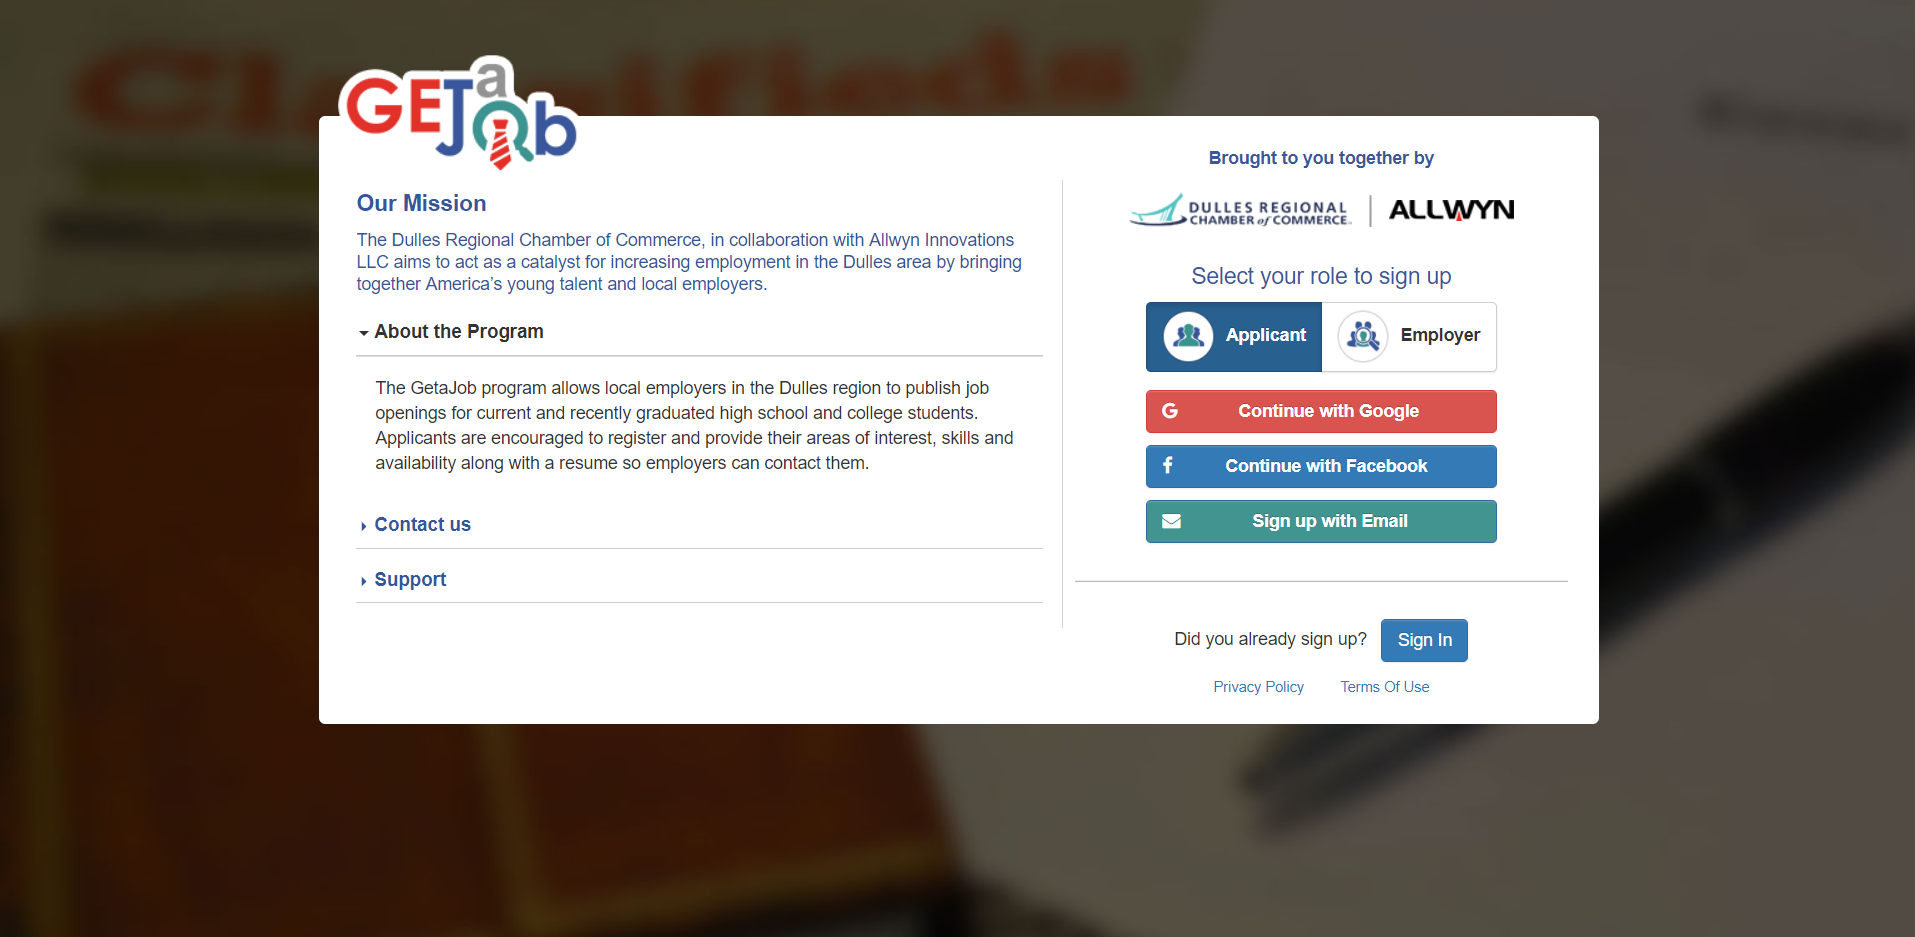 Classifieds
GETaJob
Our Mission
The Dulles Regional Chamber of Commerce, in collaboration with Allwyn Innovations
LLC aims to act as a catalyst for increasing employment in the Dulles area by bringing
together America’s young talent and local employers.
About the Program
The GetaJob program allows local employers in the Dulles region to publish job
openings for current and recently graduated high school and college students.
Applicants are encouraged to register and provide their areas of interest, skills and
availability along with a resume so employers can contact them.
Contact us
Support
Brought to you together by
DULLES REGIONAL
CHAMBER of COMMERCE
ALLWYN
Select your role to sign up
Applicant
Employer
Continue with Google
Continue with Facebook
Sign up with Email
Did you already sign up?
Sign In
Privacy Policy
Terms Of Use